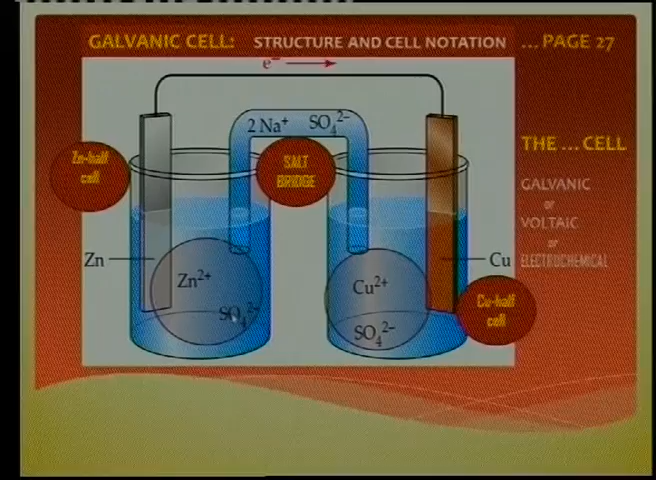 GALVANIC CELL: STRUCTURE AND CELL NOTATION ... PAGE 27
e⁻
2 Na⁺ SO₄²⁻
Zn-half
cell
SALT
BRIDGE
THE ... CELL
GALVANIC
or
VOLTAIC
or
ELECTROCHEMICAL
Zn
Cu
Zn²⁺
Cu²⁺
SO₄²⁻
SO₄²⁻
Cu-half
cell